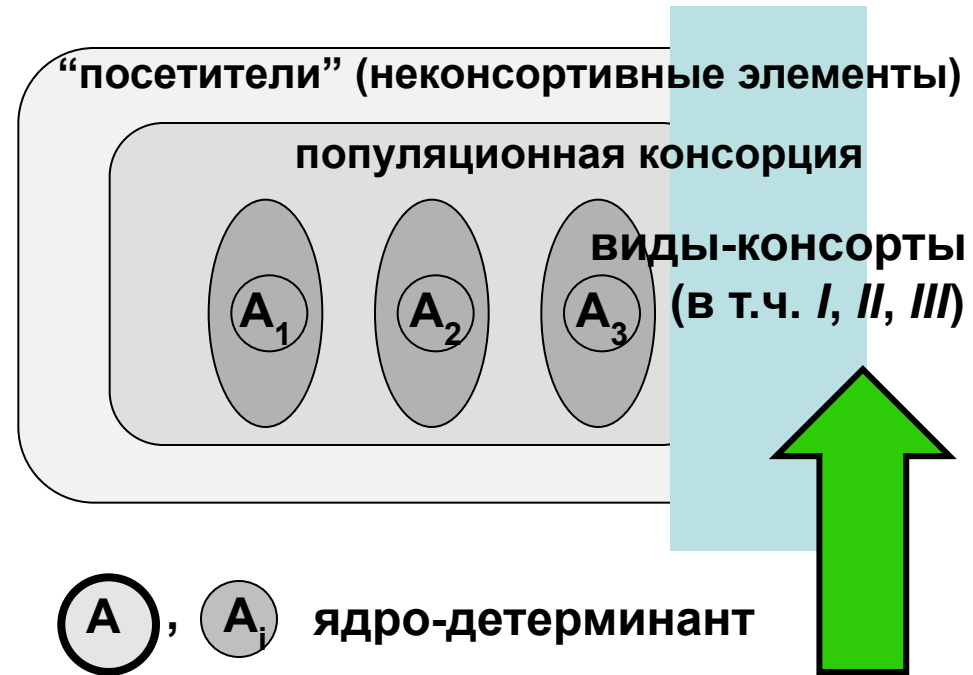 “посетители” (неконсортивные элементы)
популяционная консорция
виды-консорты
(в т.ч. I, II, III)
A1 A2 A3
A , Ai ядро-детерминант